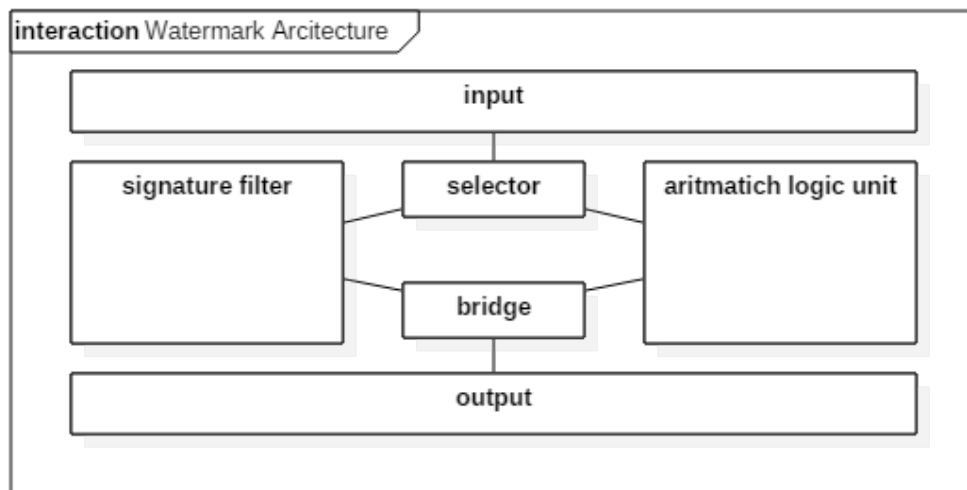 interaction Watermark Arcitecture
input
signature filter
selector
aritmatich logic unit
bridge
output